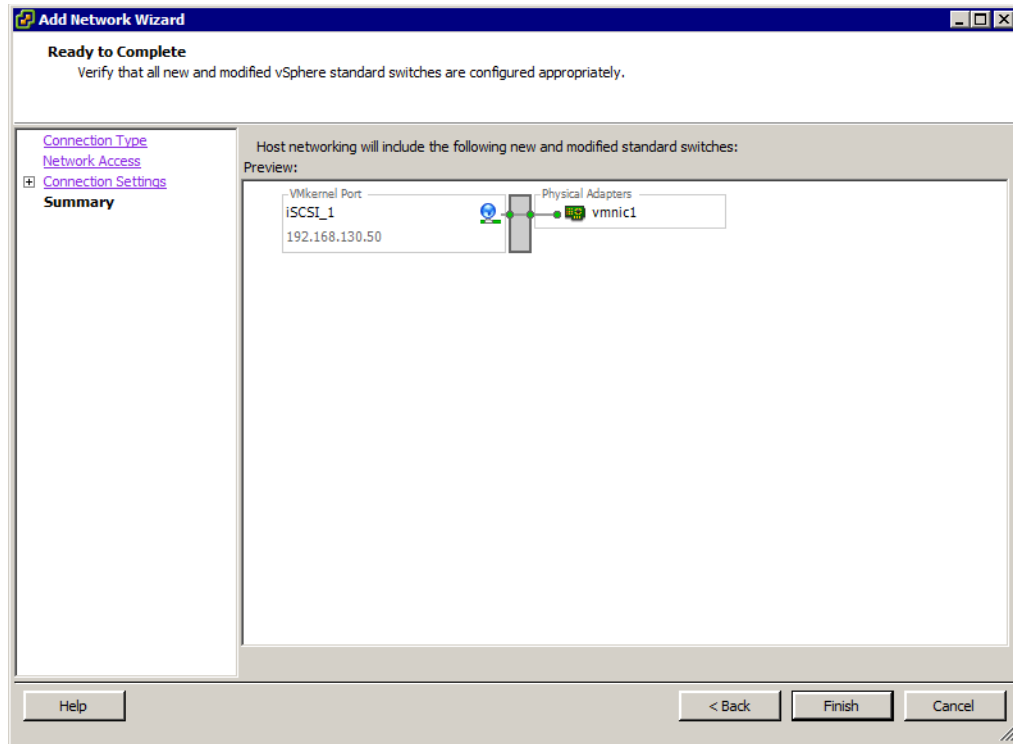 Add Network Wizard
Ready to Complete
Verify that all new and modified vSphere standard switches are configured appropriately.
Connection Type
Network Access
Connection Settings
Summary
Host networking will include the following new and modified standard switches:
Preview:
VMkernel Port
iSCSI_1
192.168.130.50
Physical Adapters
vmnic1
Help
< Back
Finish
Cancel